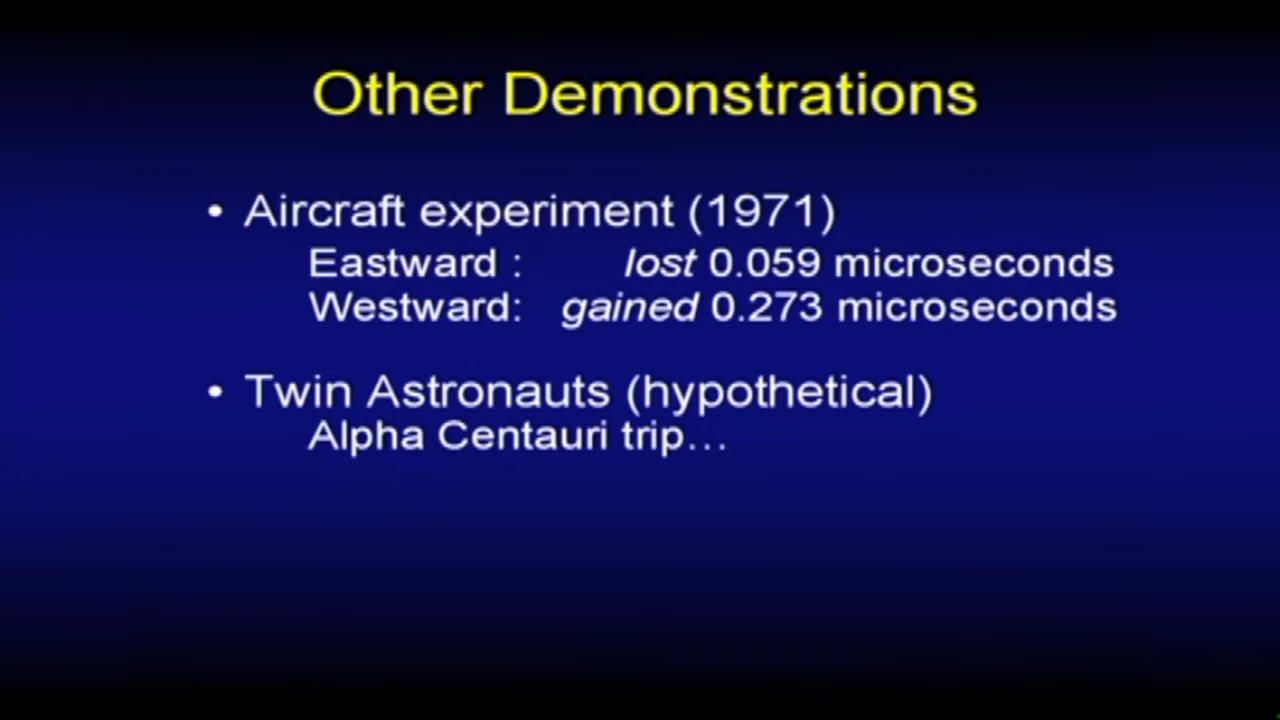 Other Demonstrations
• Aircraft experiment (1971)
Eastward : lost 0.059 microseconds
Westward: gained 0.273 microseconds
• Twin Astronauts (hypothetical)
Alpha Centauri trip…